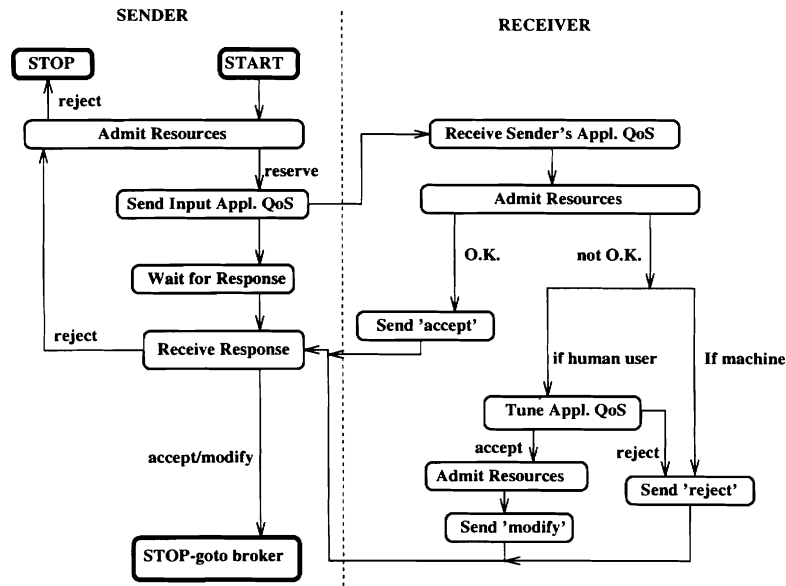 SENDER
RECEIVER
STOP
START
reject
Admit Resources
Receive Sender's Appl. QoS
reserve
Send Input Appl. QoS
Admit Resources
O.K.
not O.K.
Wait for Response
Send 'accept'
reject
Receive Response
if human user
If machine
Tune Appl. QoS
accept
reject
accept/modify
Admit Resources
Send 'reject'
Send 'modify'
STOP-goto broker